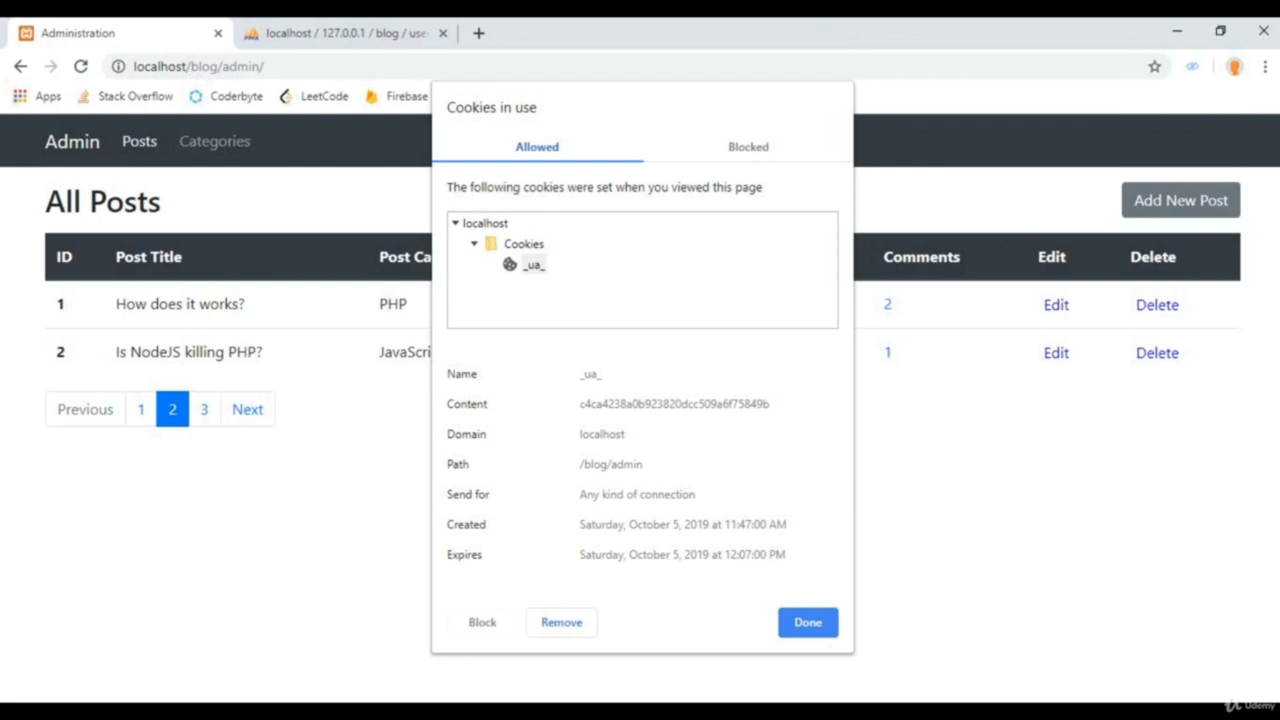 Administration
localhost / 127.0.0.1 / blog / use
localhost/blog/admin/
Apps Stack Overflow Coderbyte LeetCode Firebase
Cookies in use
Admin Posts Categories
Allowed Blocked
The following cookies were set when you viewed this page
All Posts
Add New Post
localhost
Cookies
_ua_
ID Post Title Post Ca Comments Edit Delete
1 How does it works? PHP 2 Edit Delete
2 Is NodeJS killing PHP? JavaScri 1 Edit Delete
Previous 1 2 3 Next
Name _ua_
Content c4ca4238a0b923820dcc509a6f75849b
Domain localhost
Path /blog/admin
Send for Any kind of connection
Created Saturday, October 5, 2019 at 11:47:00 AM
Expires Saturday, October 5, 2019 at 12:07:00 PM
Block Remove Done
Udemy